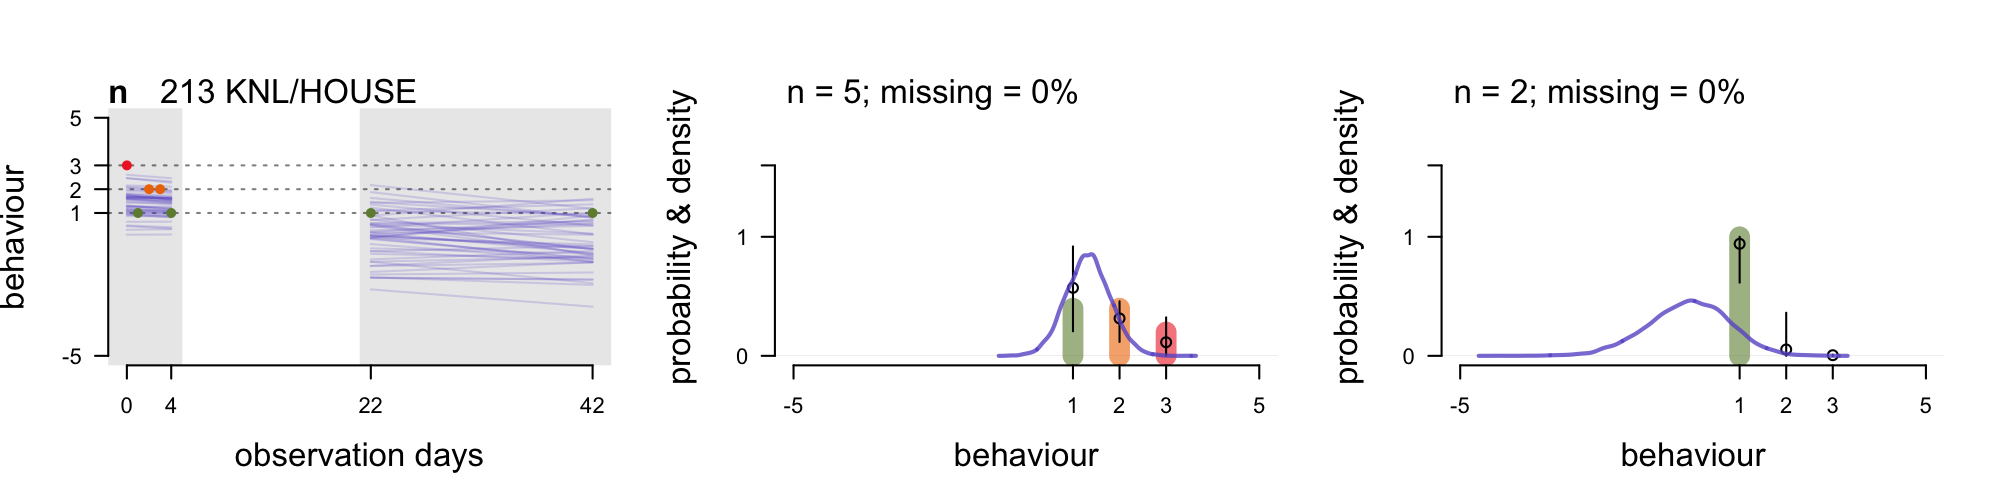 n 213 KNL/HOUSE
behaviour
5
3
2
1
-5
0 4 22 42
observation days
n = 5; missing = 0%
probability & density
1
0
-5 1 2 3 5
behaviour
n = 2; missing = 0%
probability & density
1
0
-5 1 2 3 5
behaviour